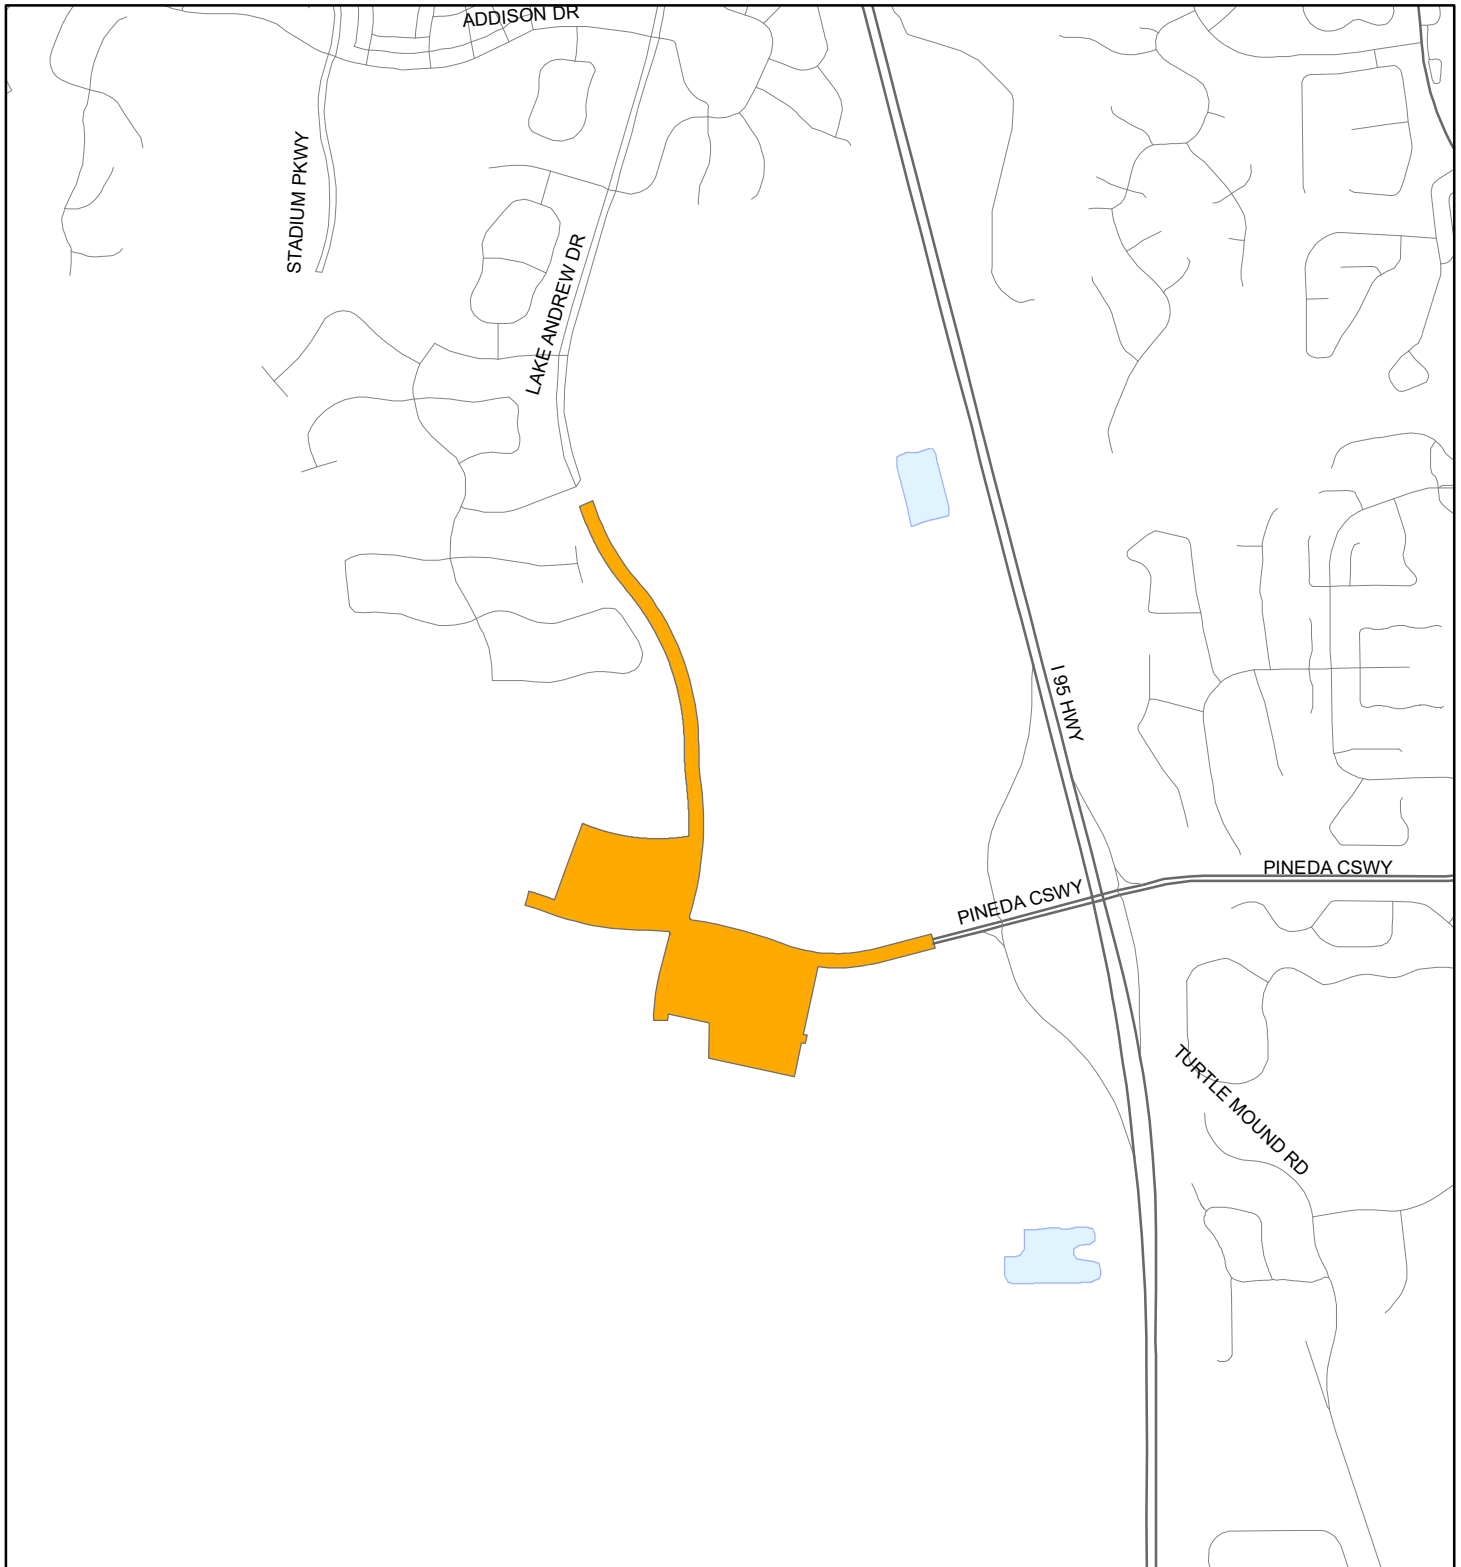 ADDISON DR
STADIUM PKWY
LAKE ANDREW DR
I 95 HWY
PINEDA CSWY
PINEDA CSWY
TURTLE MOUND RD